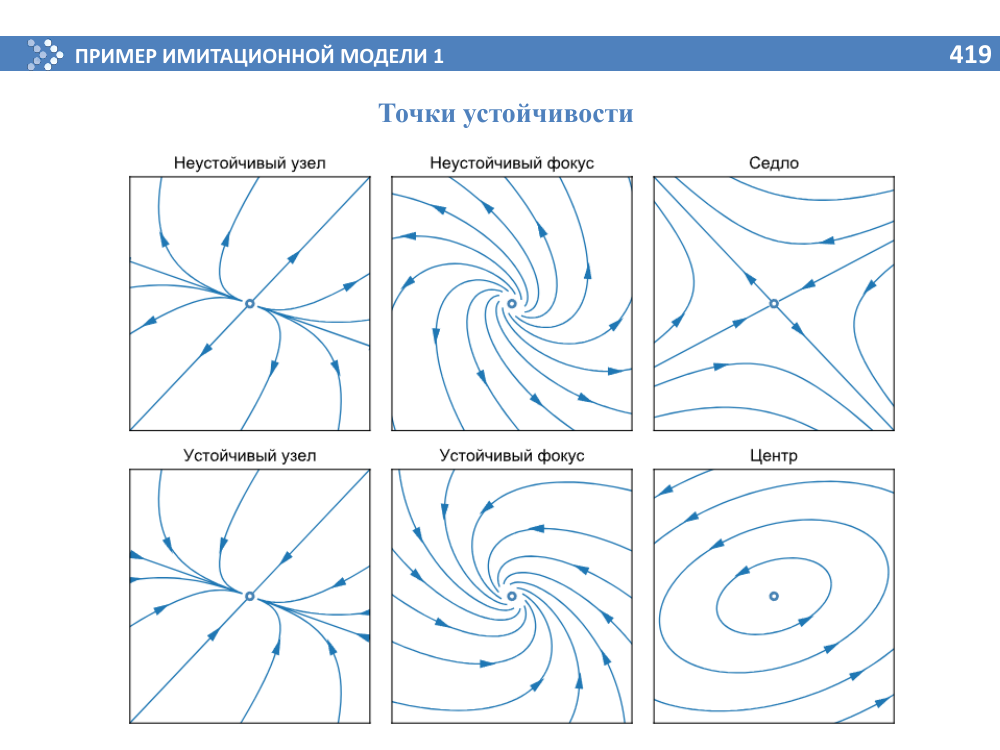 ПРИМЕР ИМИТАЦИОННОЙ МОДЕЛИ 1 419
Точки устойчивости
Неустойчивый узел Неустойчивый фокус Седло
Устойчивый узел Устойчивый фокус Центр